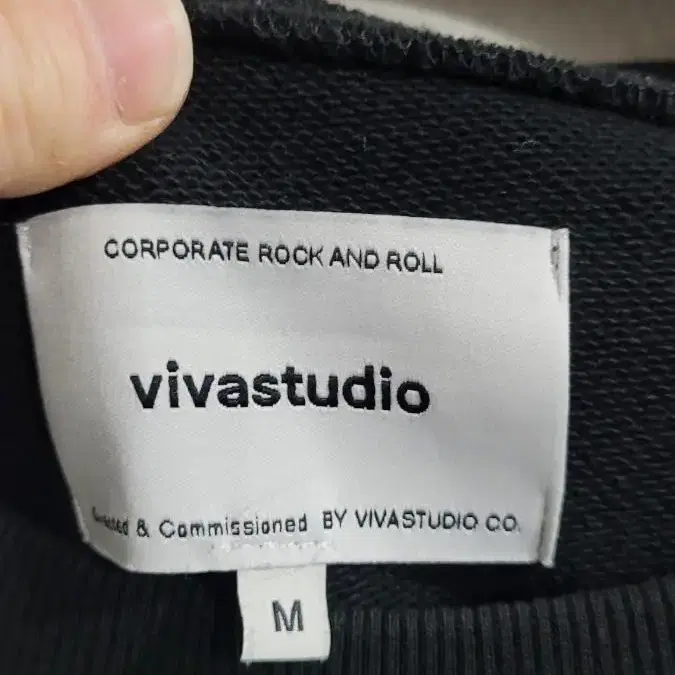 CORPORATE ROCK AND ROLL
vivastudio
& Commissioned BY VIVASTUDIO CO.
M